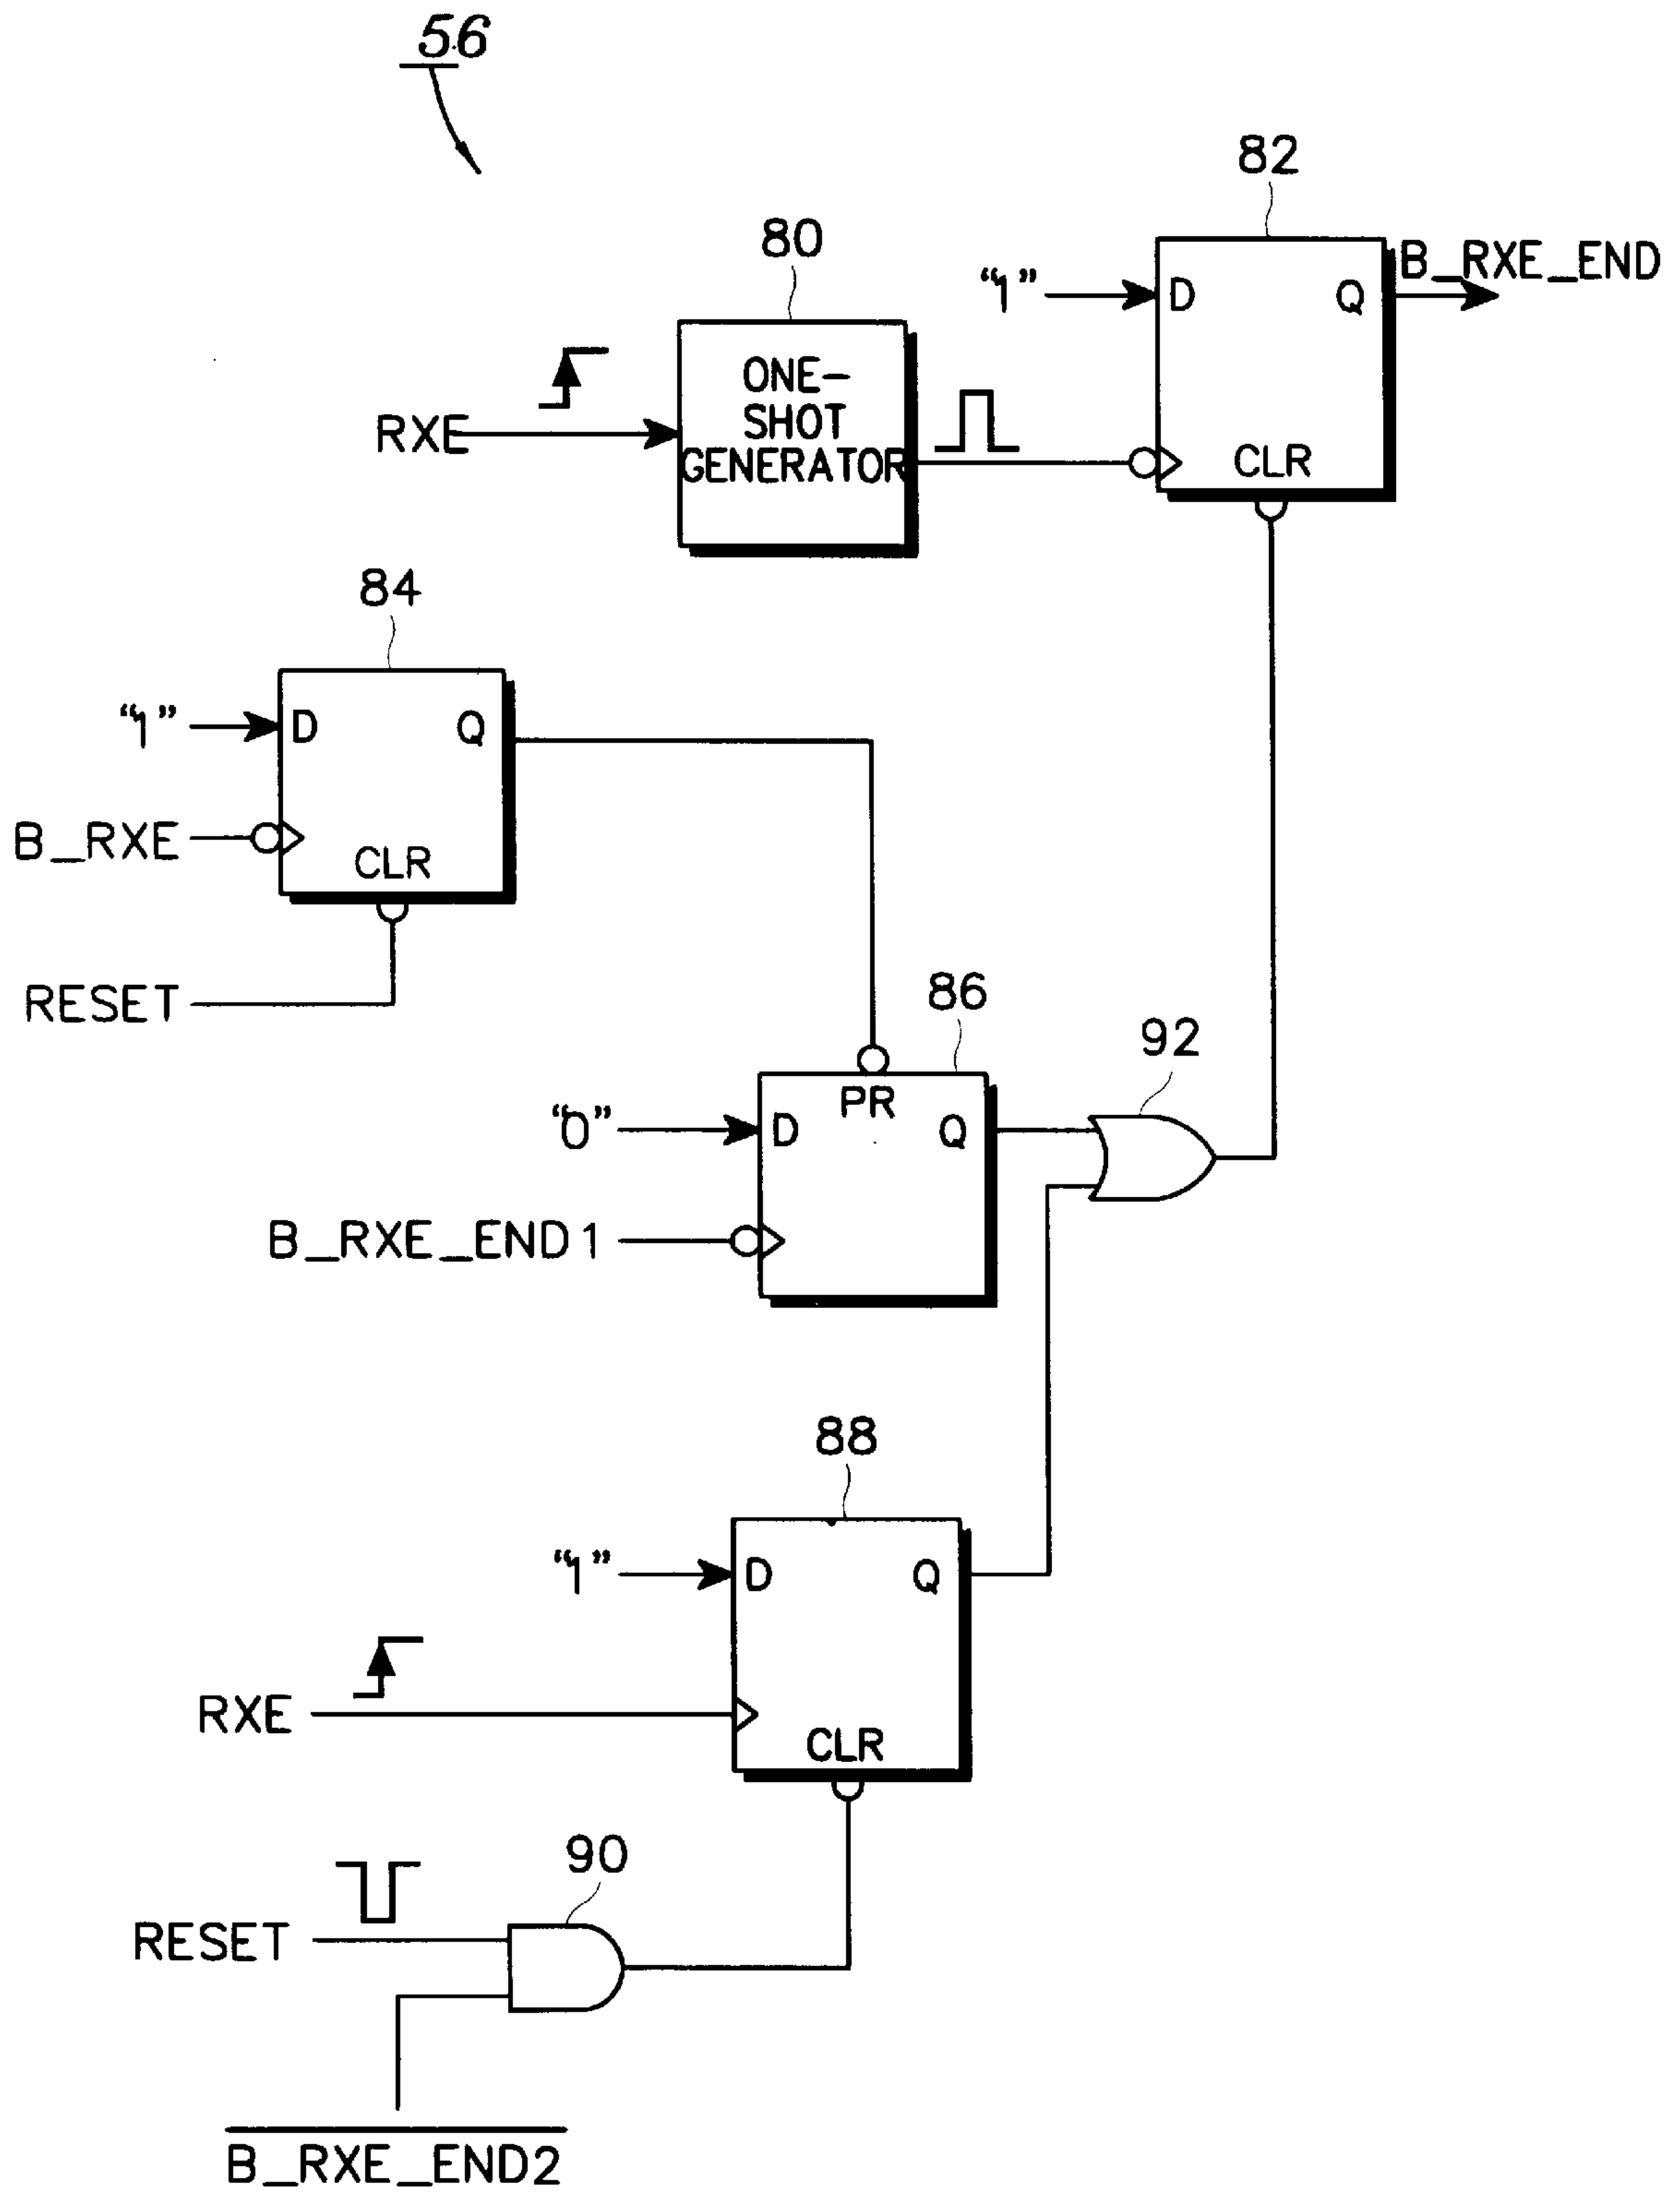 56
82
80
"1"
D
Q
B_RXE_END
ONE-
SHOT
GENERATOR
RXE
CLR
84
"1"
D
Q
B_RXE
CLR
RESET
86
92
PR
"0"
D
Q
B_RXE_END1
88
"1"
D
Q
RXE
CLR
90
RESET
B_RXE_END2